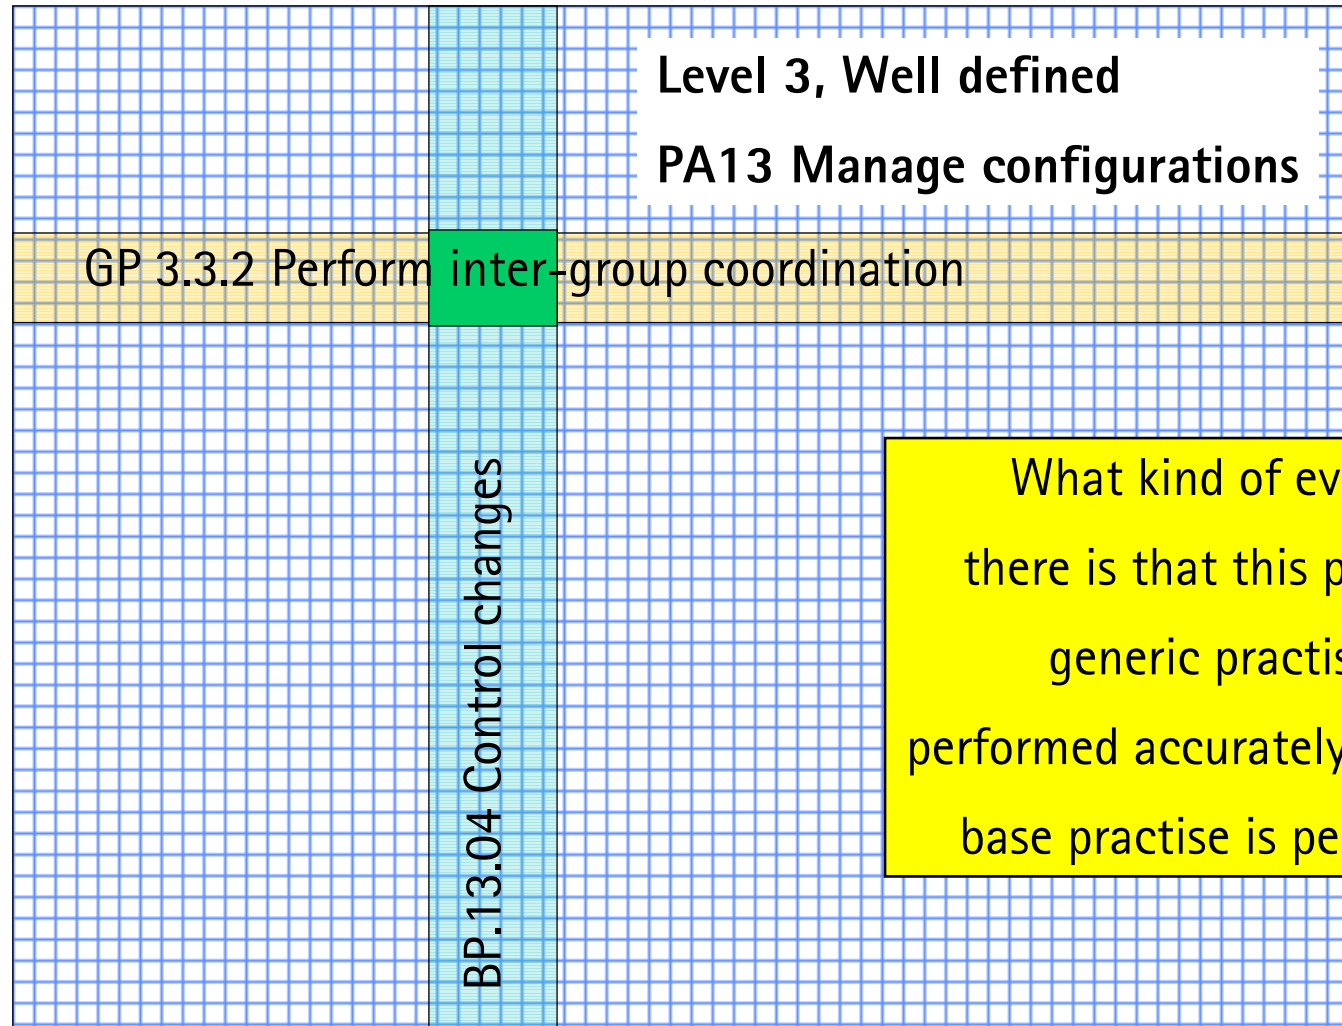 Level 3, Well defined
PA13 Manage configurations
GP 3.3.2 Perform inter-group coordination
BP.13.04 Control changes
What kind of ev
there is that this p
generic practis
performed accurately
base practise is pe